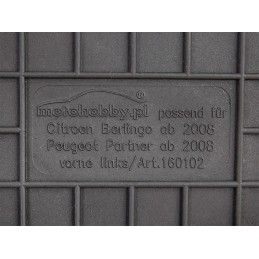 motohobby.pl® passend für
Citroen Berlingo ab 2008
Peugeot Partner ab 2008
vorne links/Art.160102